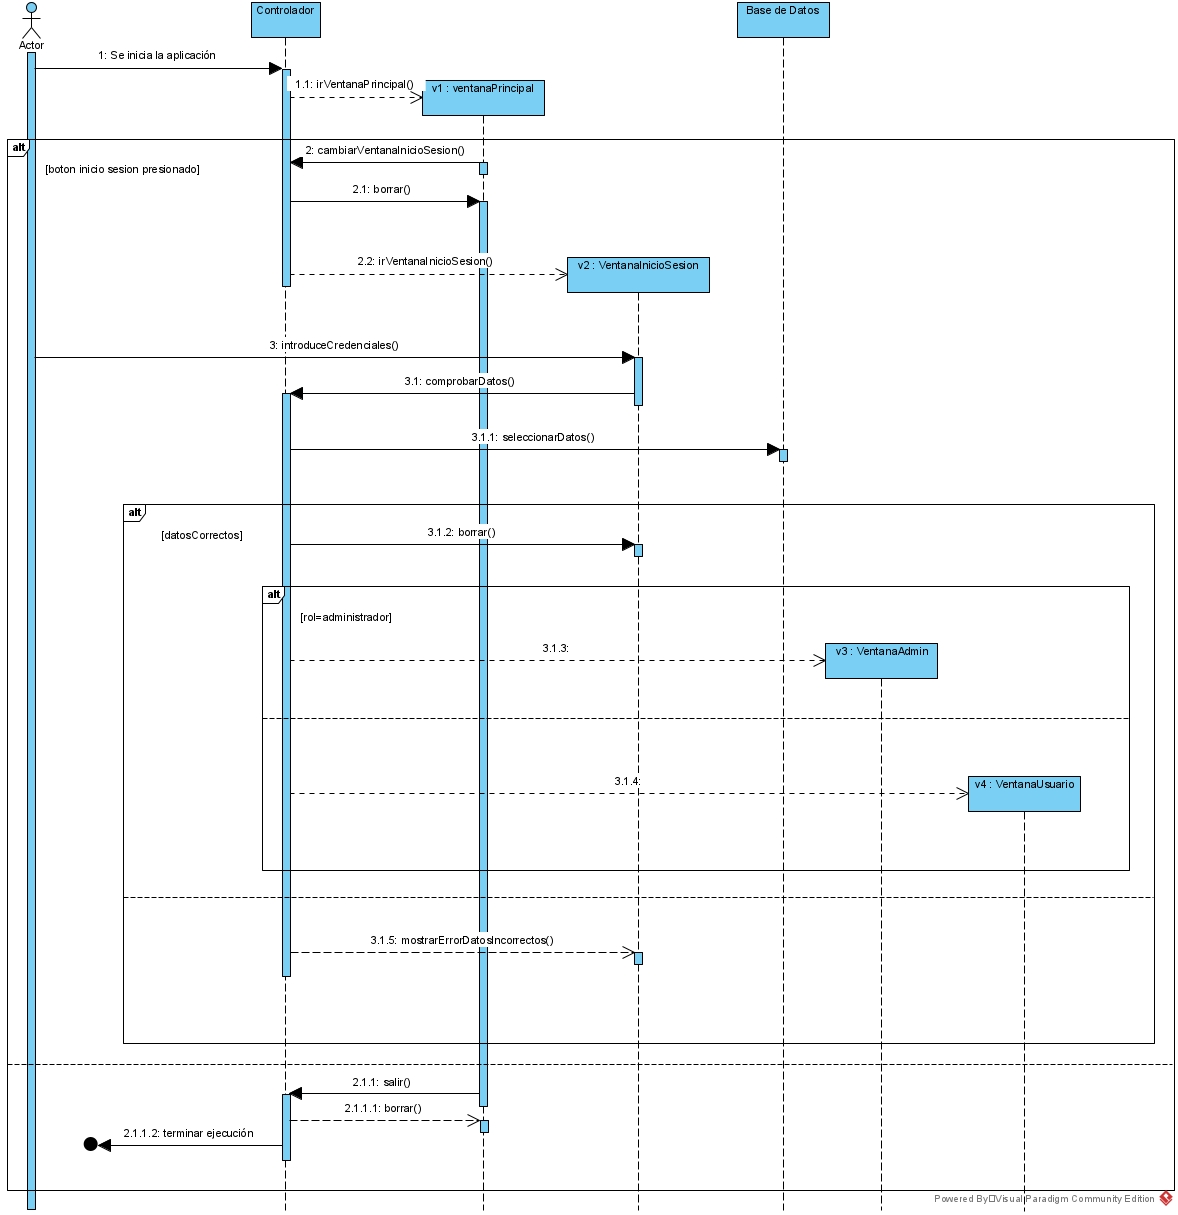 Controlador
Base de Datos
Actor
1: Se inicia la aplicación
1.1: irVentanaPrincipal()
v1 : ventanaPrincipal
alt
2: cambiarVentanaInicioSesion()
[boton inicio sesion presionado]
2.1: borrar()
2.2: irVentanaInicioSesion()
v2 : VentanaInicioSesion
3: introduceCredenciales()
3.1: comprobarDatos()
3.1.1: seleccionarDatos()
alt
[datosCorrectos]
3.1.2: borrar()
alt
[rol=administrador]
3.1.3:
v3 : VentanaAdmin
3.1.4:
v4 : VentanaUsuario
3.1.5: mostrarErrorDatosIncorrectos()
2.1.1: salir()
2.1.1.1: borrar()
2.1.1.2: terminar ejecución
Powered By Visual Paradigm Community Edition